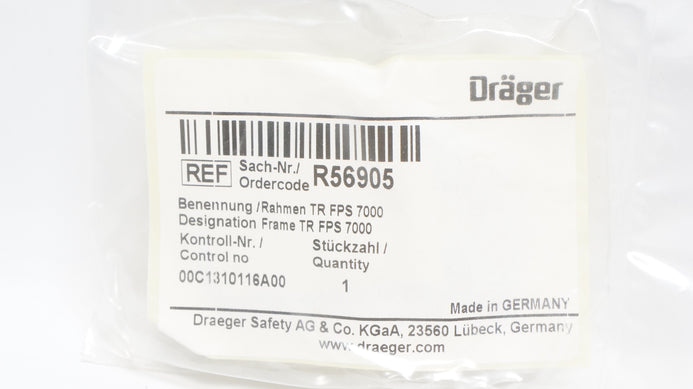 Dräger
REF Sach-Nr./ Ordercode R56905
Benennung /Rahmen TR FPS 7000
Designation Frame TR FPS 7000
Kontroll-Nr. / Stückzahl /
Control no Quantity
00C1310116A00 1
Made in GERMANY
Draeger Safety AG & Co. KGaA, 23560 Lübeck, Germany
www.draeger.com